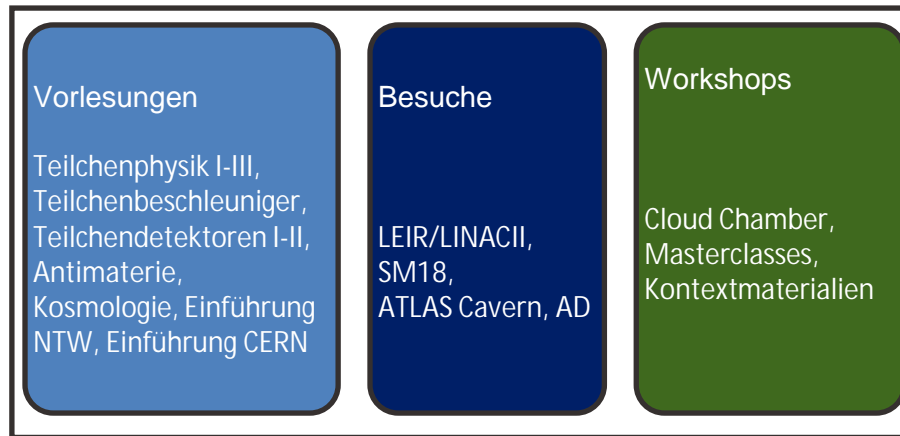 Vorlesungen
Teilchenphysik I-III,
Teilchenbeschleuniger,
Teilchendetektoren I-II,
Antimaterie,
Kosmologie, Einführung
NTW, Einführung CERN
Besuche
LEIR/LINACII,
SM18,
ATLAS Cavern, AD
Workshops
Cloud Chamber,
Masterclasses,
Kontextmaterialien